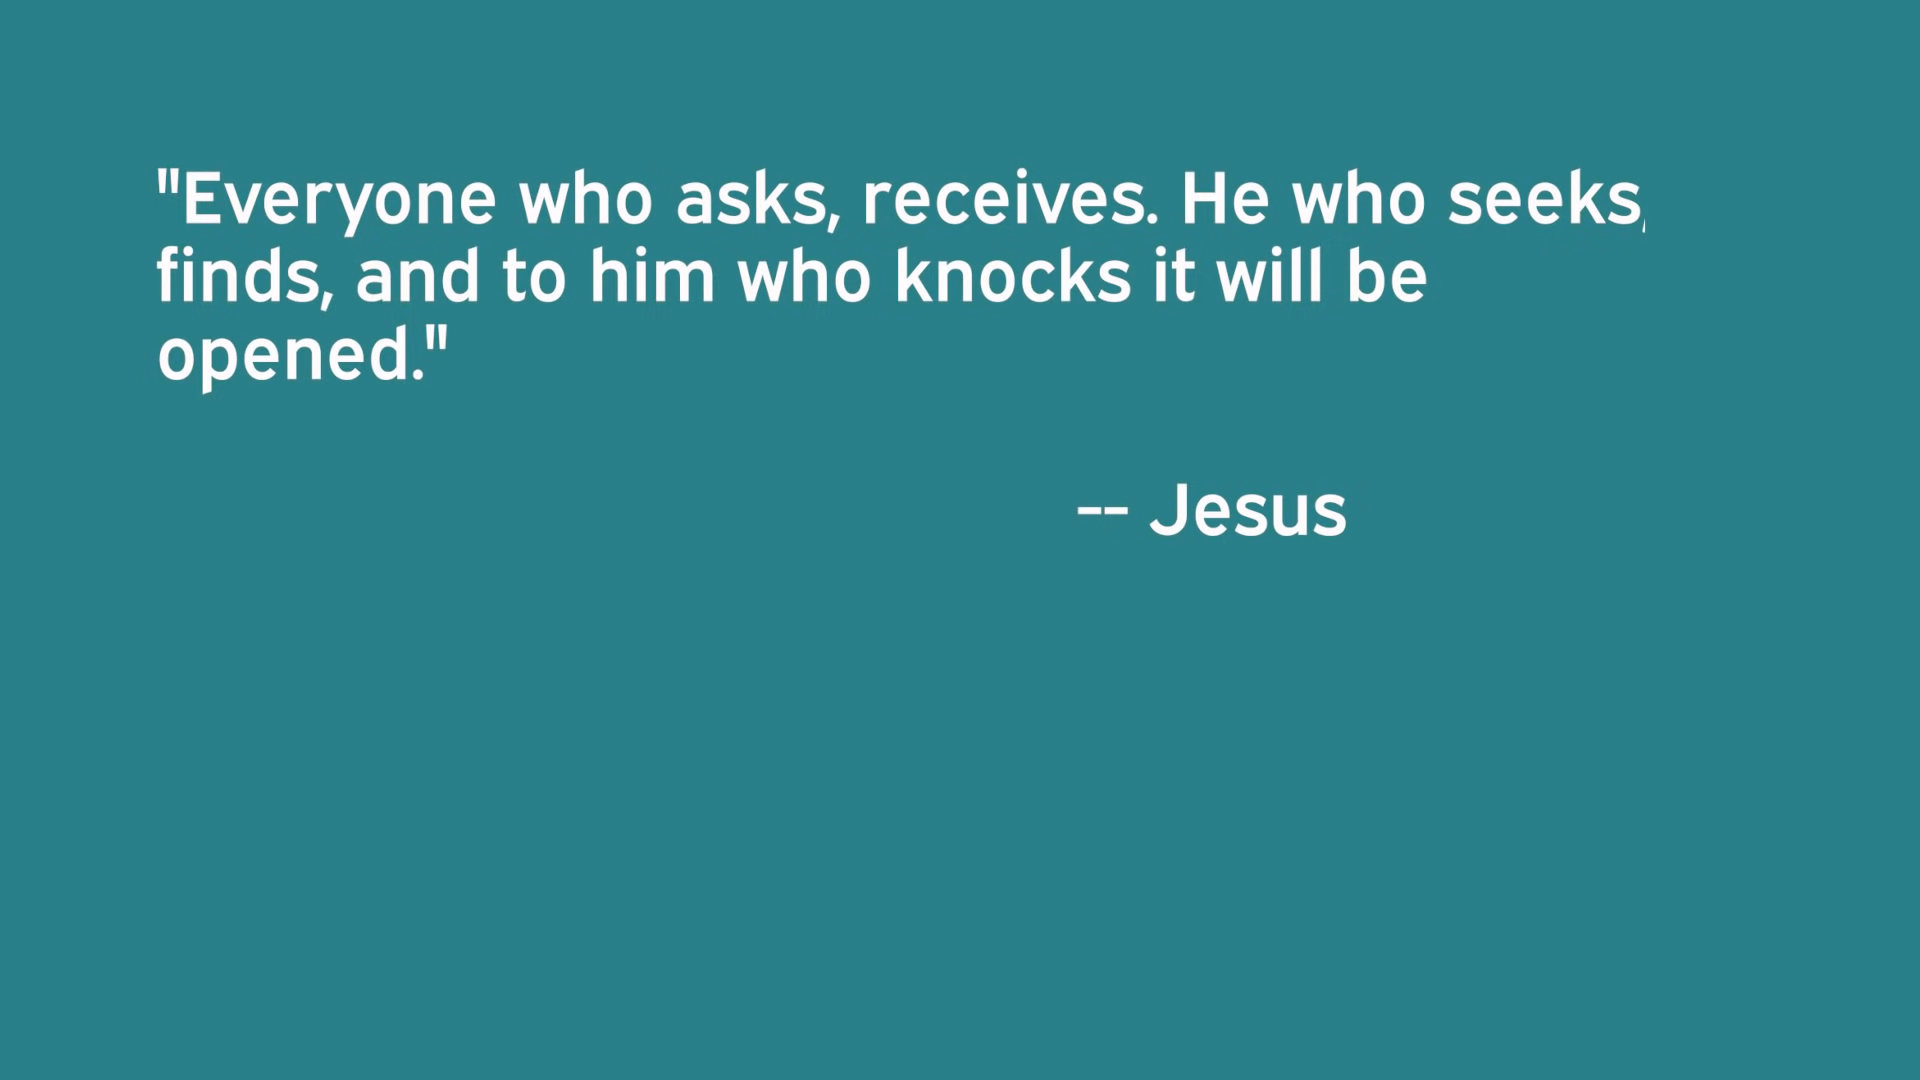 "Everyone who asks, receives. He who seeks,
finds, and to him who knocks it will be
opened."
-- Jesus